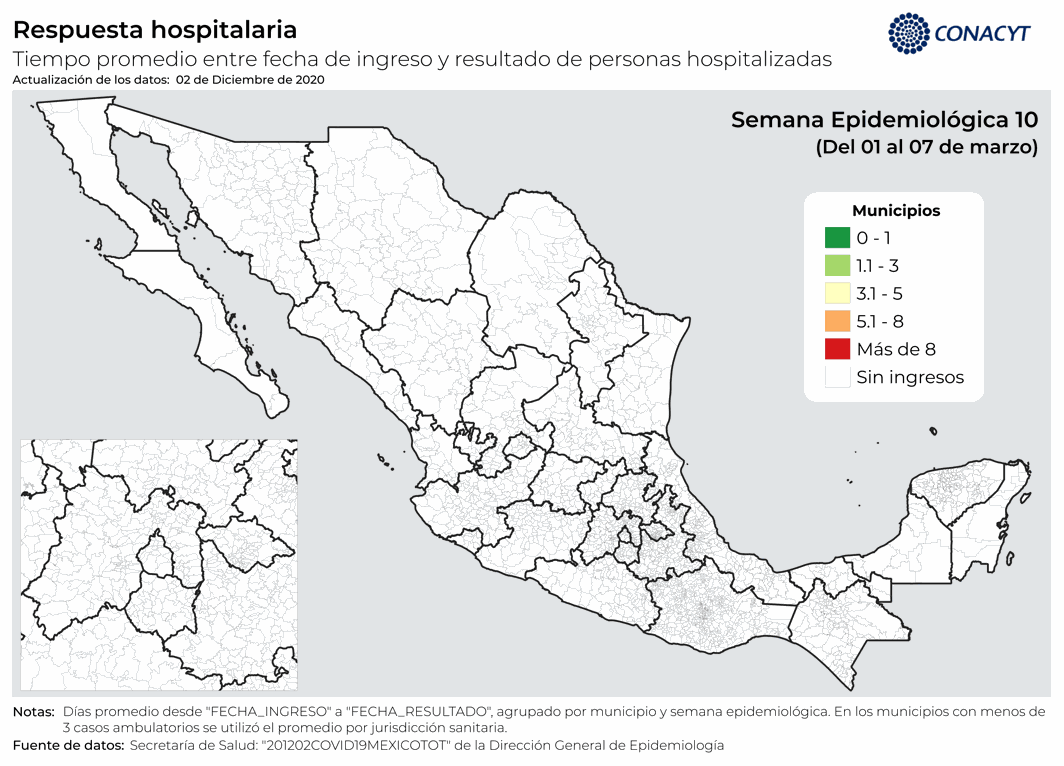 Respuesta hospitalaria
CONACYT
Tiempo promedio entre fecha de ingreso y resultado de personas hospitalizadas
Actualización de los datos: 02 de Diciembre de 2020
Semana Epidemiológica 10
(Del 01 al 07 de marzo)
Municipios
0 - 1
1.1 - 3
3.1 - 5
5.1 - 8
Más de 8
Sin ingresos
Notas: Días promedio desde "FECHA_INGRESO" a "FECHA_RESULTADO", agrupado por municipio y semana epidemiológica. En los municipios con menos de
3 casos ambulatorios se utilizó el promedio por jurisdicción sanitaria.
Fuente de datos: Secretaría de Salud: "201202COVID19MEXICOTOT" de la Dirección General de Epidemiología